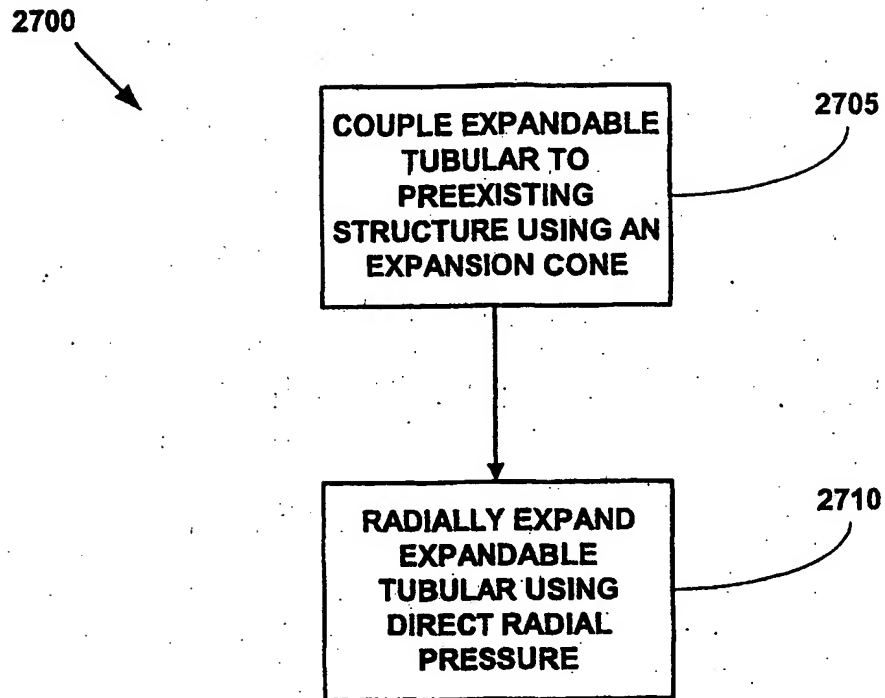 2700
COUPLE EXPANDABLE
TUBULAR TO
PREEXISTING
STRUCTURE USING AN
EXPANSION CONE
2705
RADIALLY EXPAND
EXPANDABLE
TUBULAR USING
DIRECT RADIAL
PRESSURE
2710